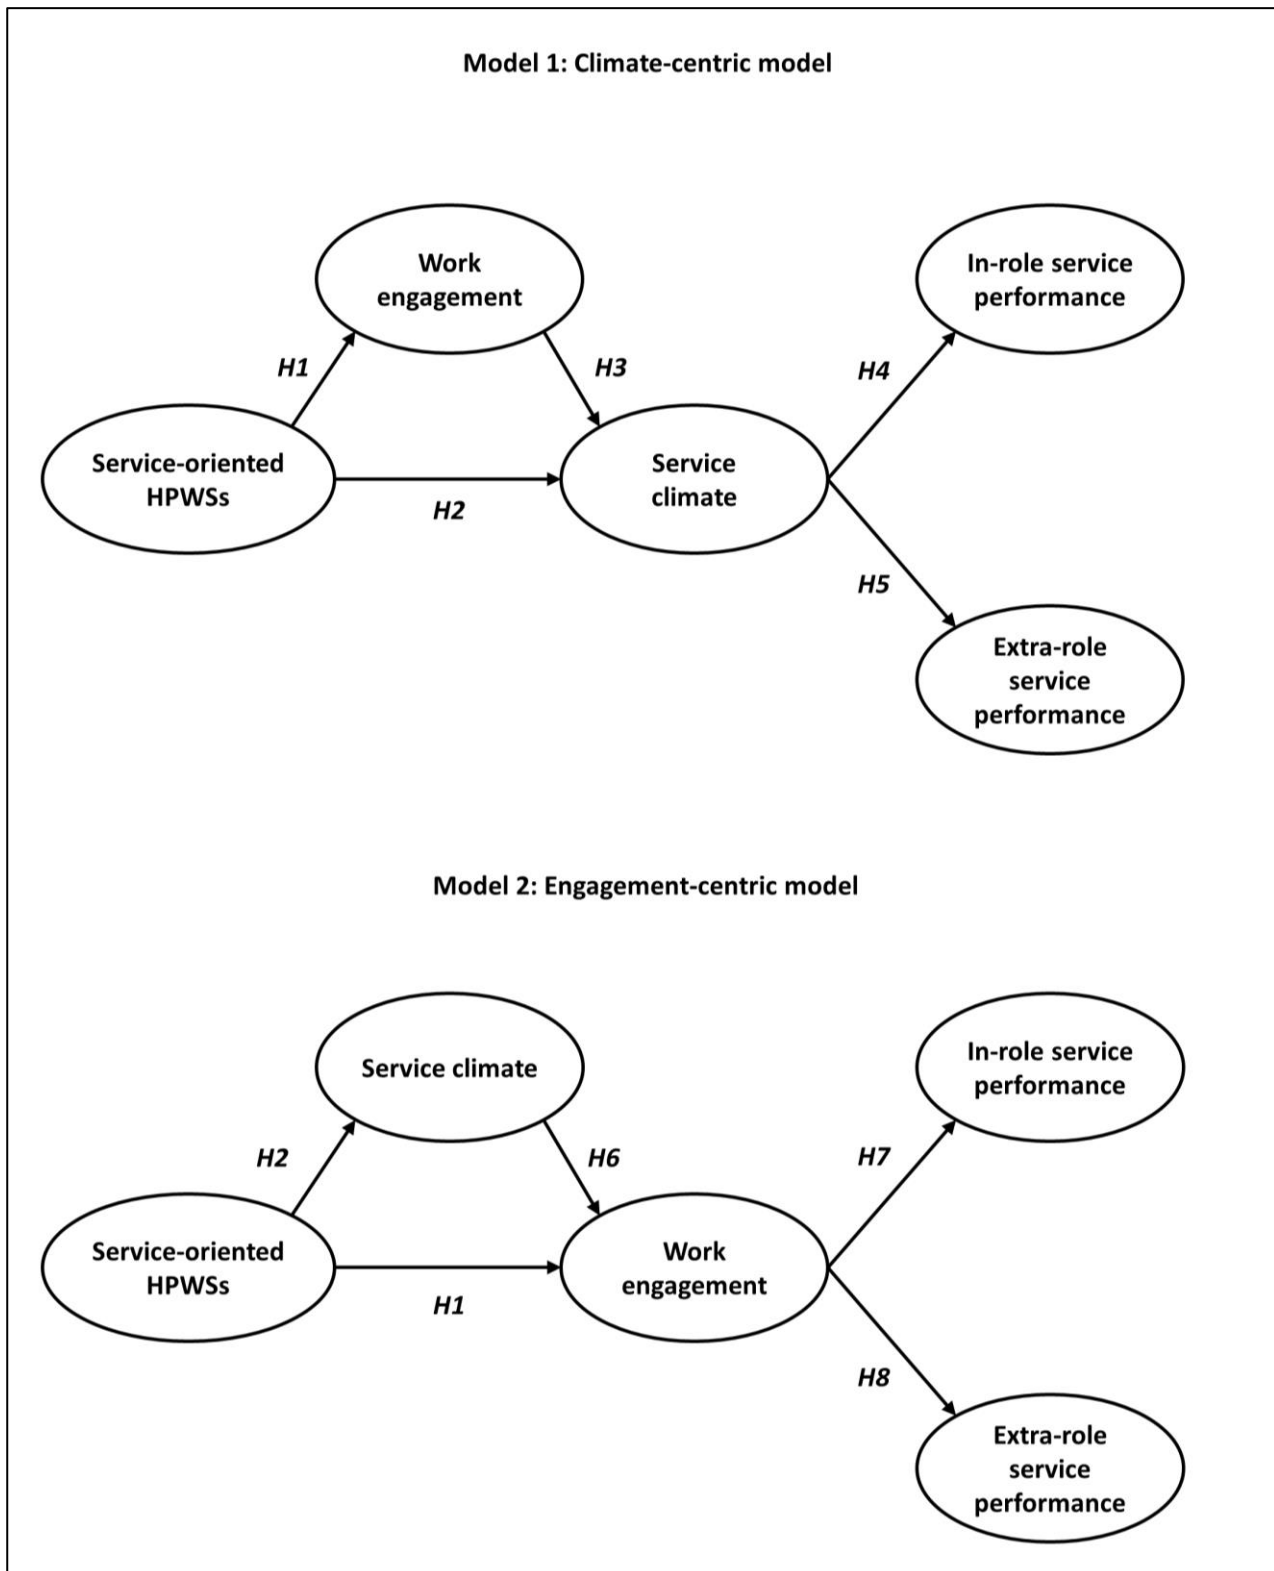 Model 1: Climate-centric model
Work
engagement
In-role service
performance
H1
H3
H4
Service-oriented
HPWSs
Service
climate
H2
H5
Extra-role
service
performance
Model 2: Engagement-centric model
Service climate
In-role service
performance
H2
H6
H7
Service-oriented
HPWSs
Work
engagement
H1
H8
Extra-role
service
performance